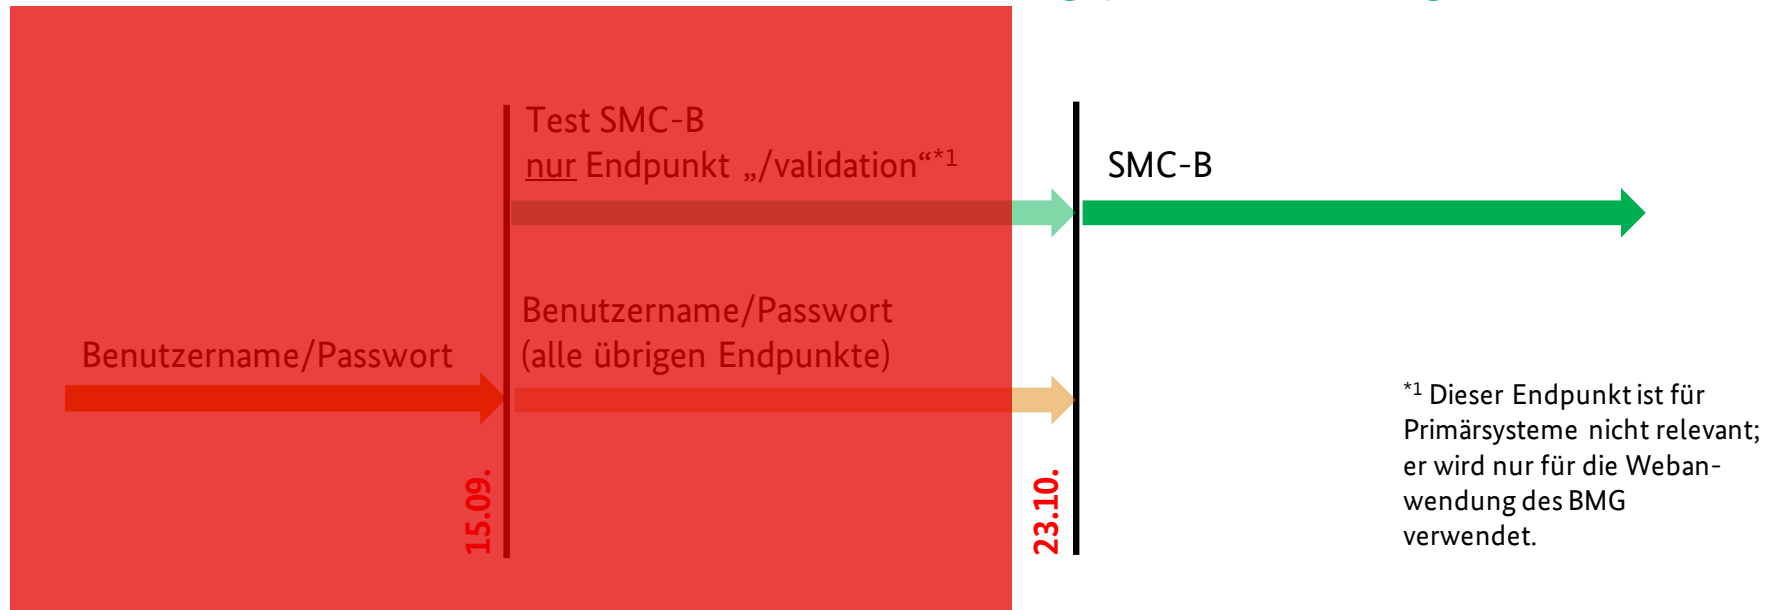 Test SMC-B
nur Endpunkt „/validation“*1
SMC-B
Benutzername/Passwort
Benutzername/Passwort
(alle übrigen Endpunkte)
15.09.
23.10.
*1 Dieser Endpunkt ist für
Primärsysteme nicht relevant;
er wird nur für die Weban-
wendung des BMG
verwendet.